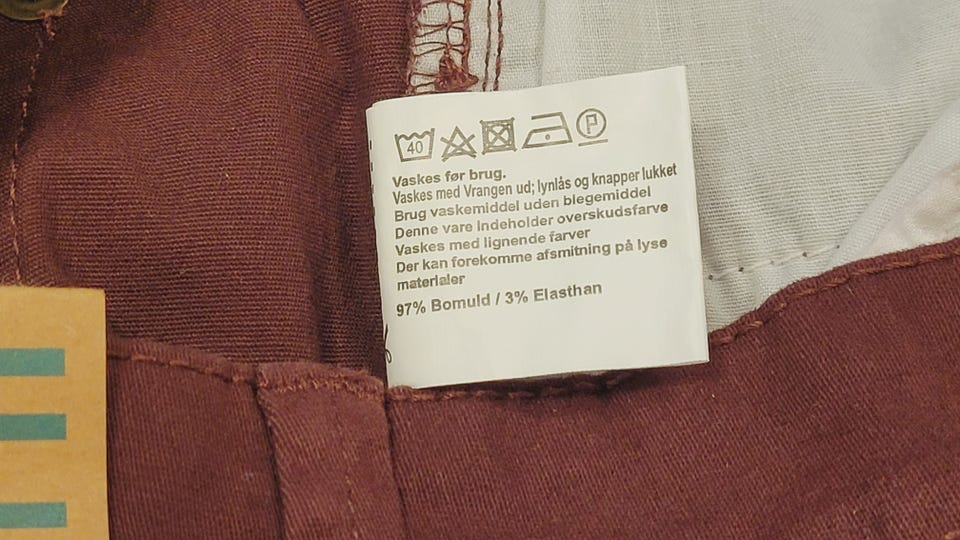 40 P
Vaskes før brug.
Vaskes med Vrangen ud; lynlås og knapper lukket
Brug vaskemiddel uden blegemiddel
Denne vare indeholder overskudsfarve
Vaskes med lignende farver
Der kan forekomme afsmitning på lyse
materialer
97% Bomuld / 3% Elasthan